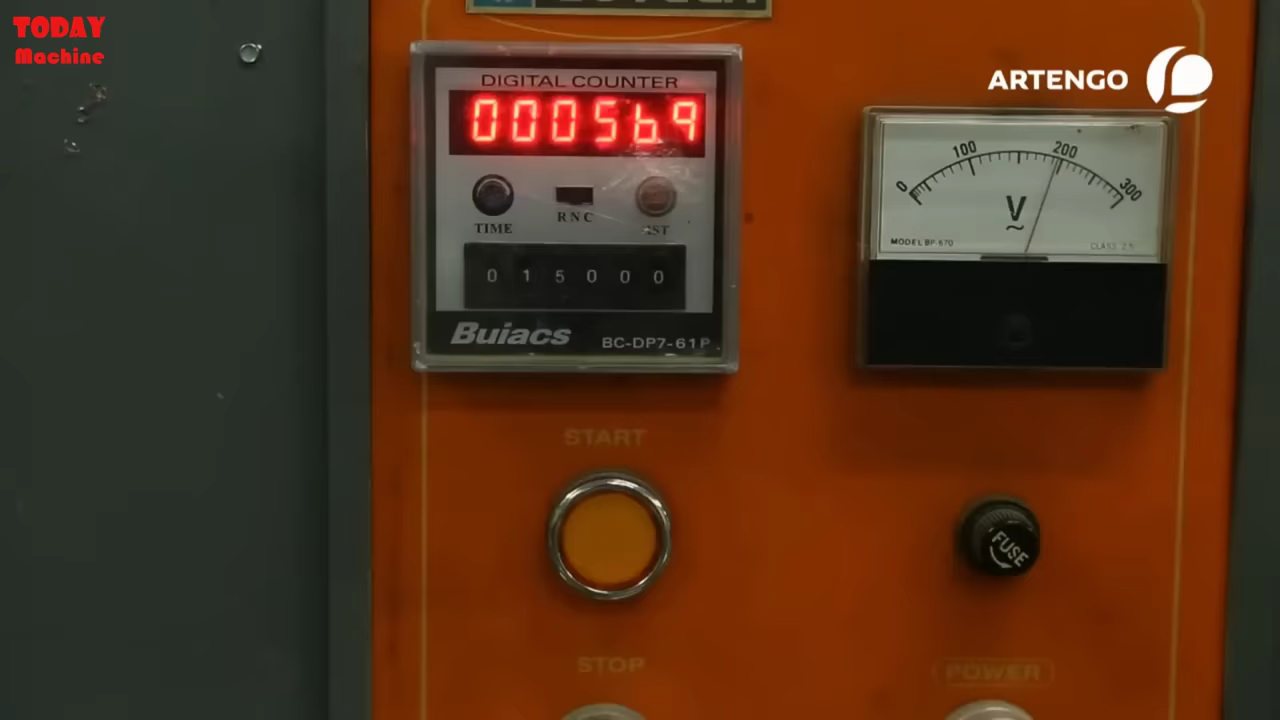 TODAY
Machine
ARTENGO
DIGITAL COUNTER
000569
TIME
RNC
015000
Buiacs
BC-DP7-61P
0
100
200
300
V
MODEL BP-670
CLASS 2.5
START
FUSE
STOP
POWER